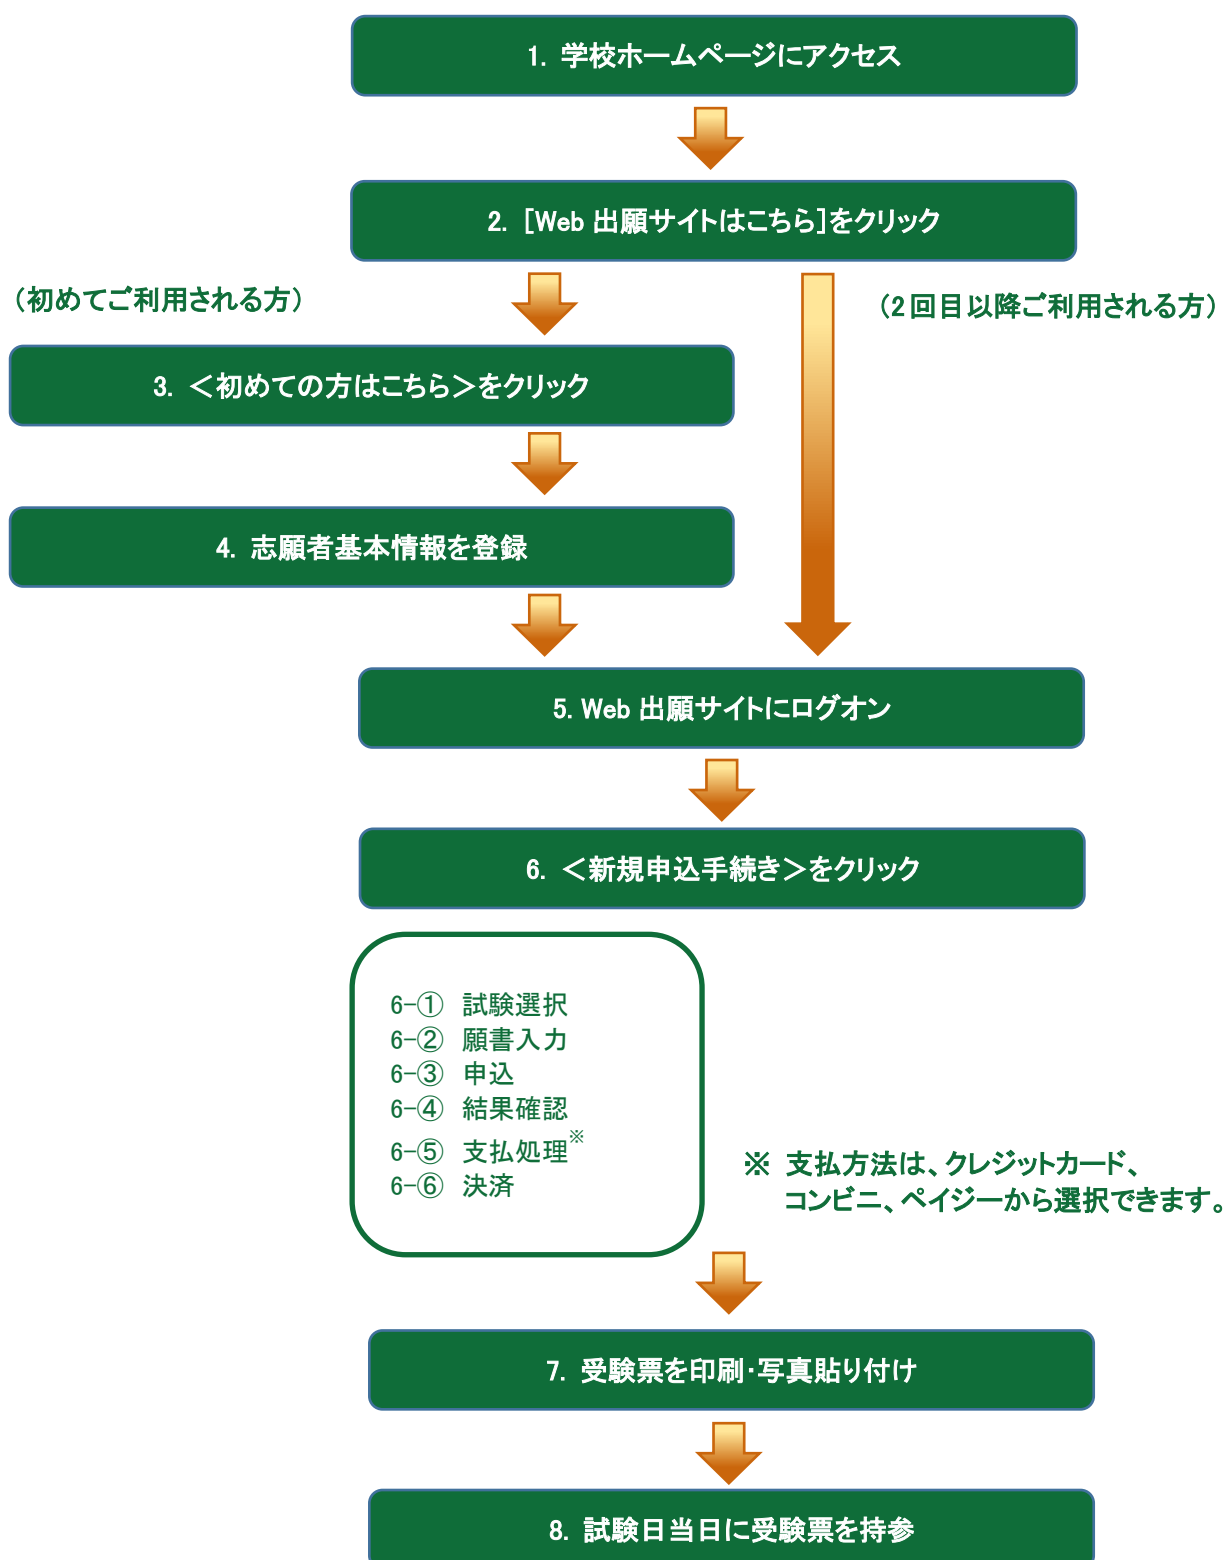 1. 学校ホームページにアクセス
2. [Web 出願サイトはこちら]をクリック
(初めてご利用される方)
(2回目以降ご利用される方)
3. <初めての方はこちら>をクリック
4. 志願者基本情報を登録
5. Web 出願サイトにログオン
6. <新規申込手続き>をクリック
6-① 試験選択
6-② 願書入力
6-③ 申込
6-④ 結果確認
6-⑤ 支払処理※
6-⑥ 決済
※ 支払方法は、クレジットカード、
コンビニ、ペイジーから選択できます。
7. 受験票を印刷・写真貼り付け
8. 試験日当日に受験票を持参